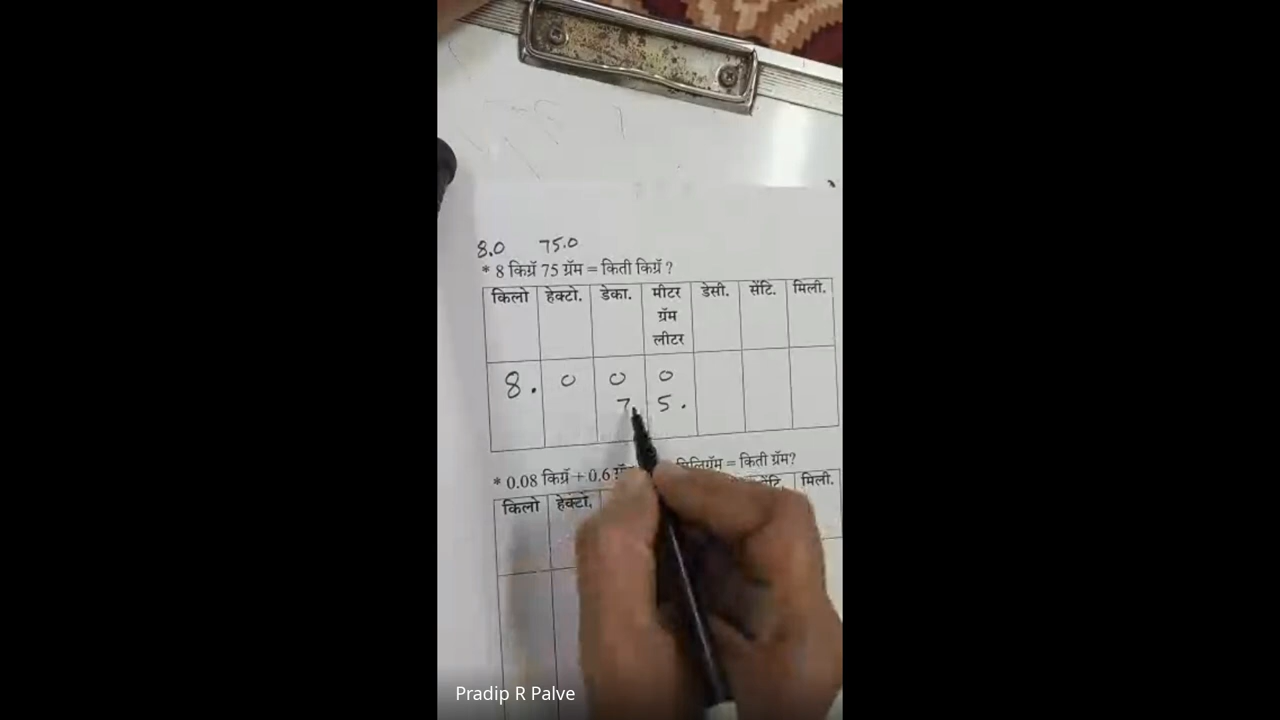 8.0 75.0
* 8 किग्रॅ 75 ग्रॅम = किती किग्रॅ ?
किलो हेक्टो. डेका. मीटर ग्रॅम लीटर डेसी. सेंटि. मिली.
8. 0 0 0
7 5.
* 0.08 किग्रॅ + 0.6 मिलिग्रॅम = किती ग्रॅम?
किलो हेक्टो. सेंटि. मिली.
Pradip R Palve